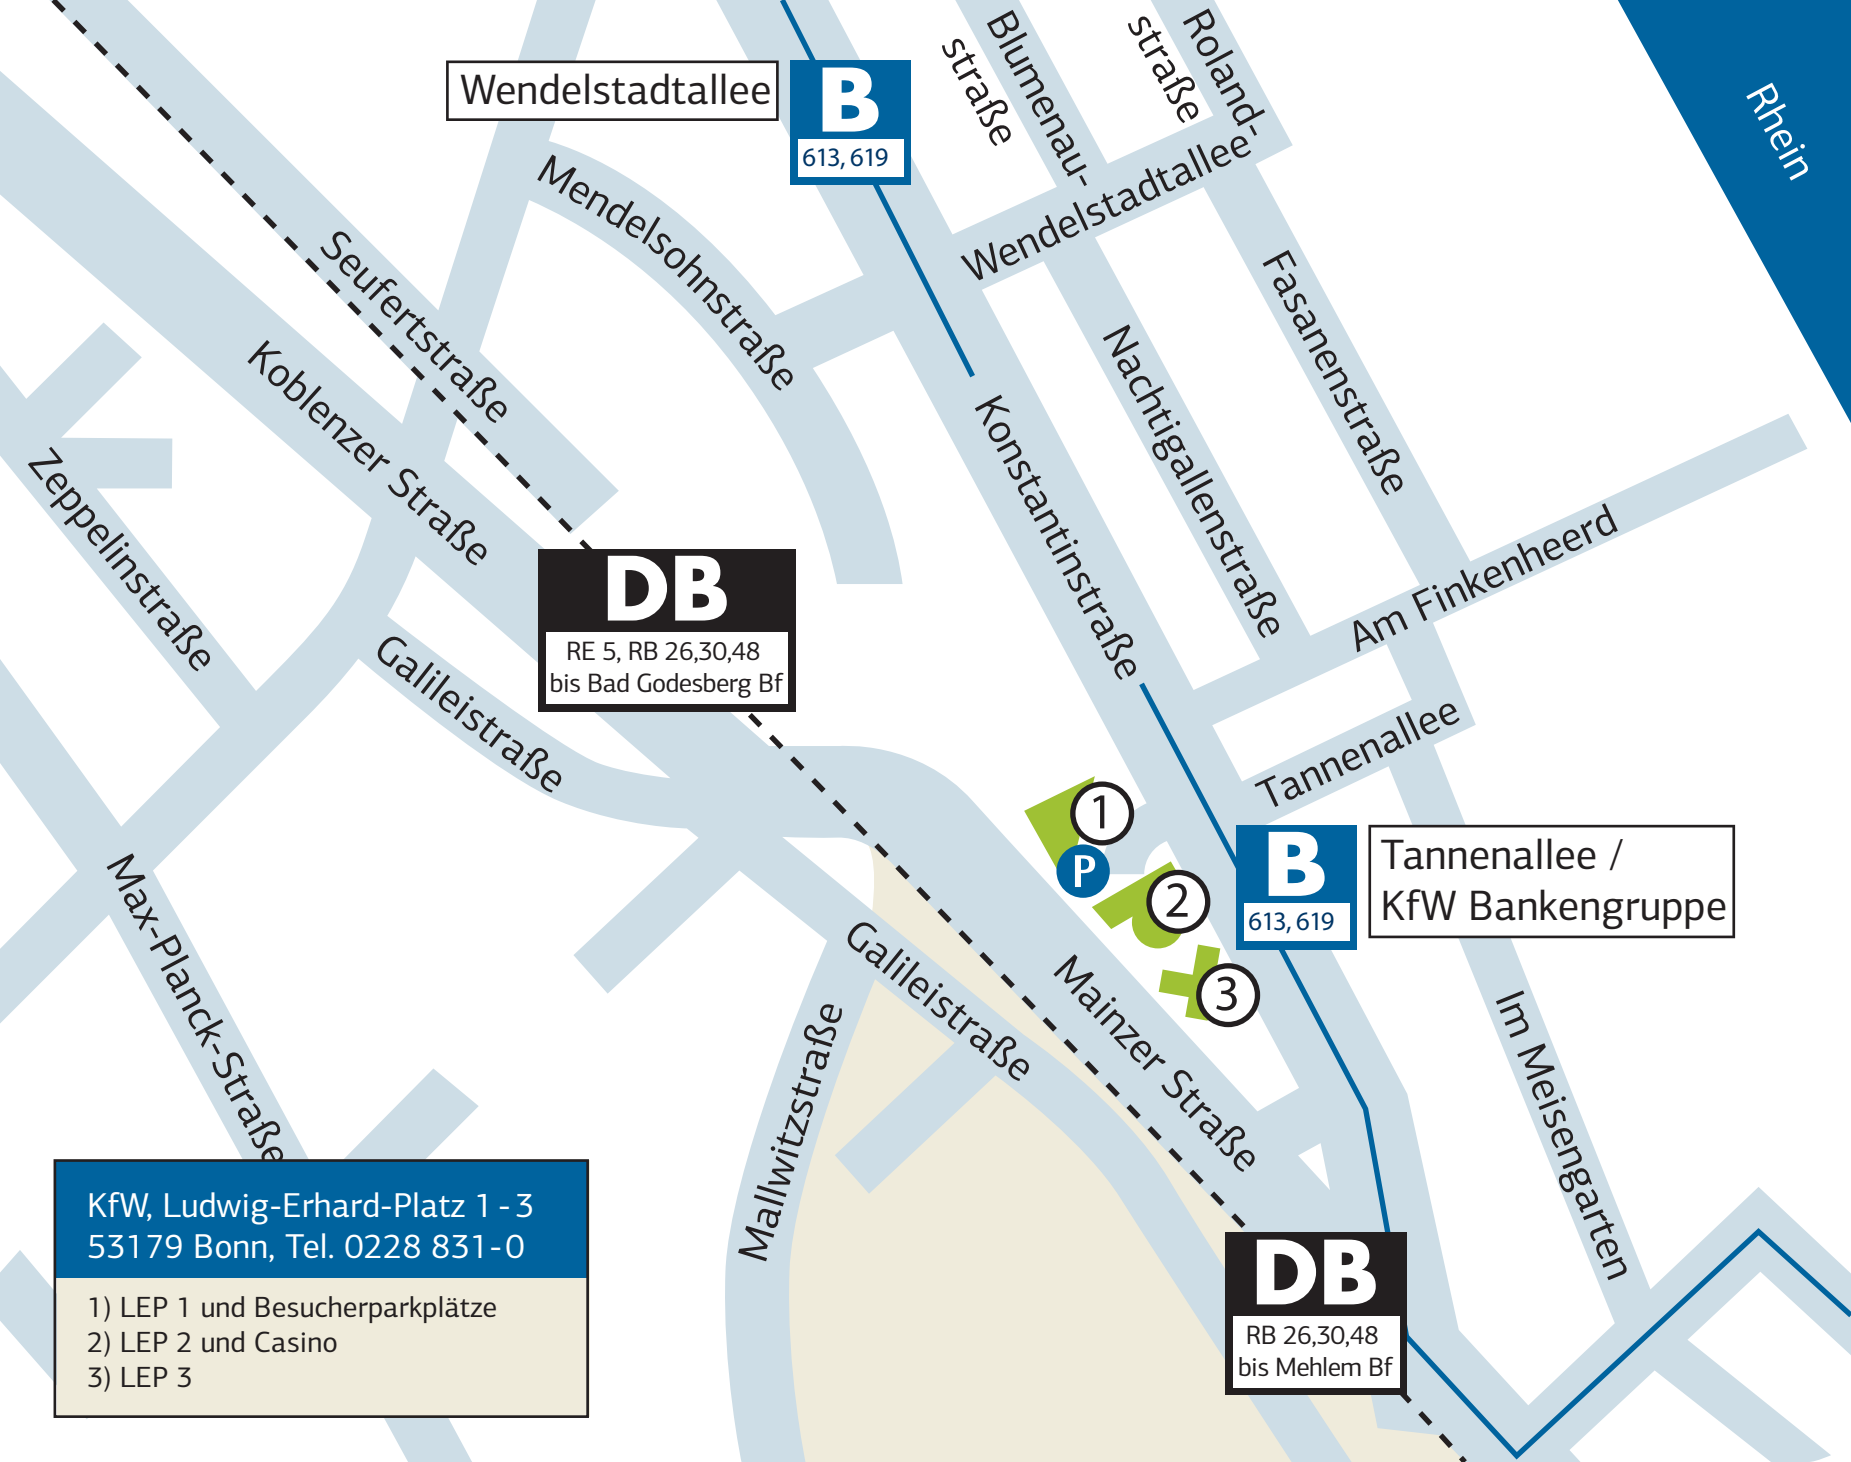 Wendelstadtallee
B
613, 619
Blumenau-
straße
Roland-
straße
Rhein
Wendelstadtallee
Mendelsohnstraße
Seufertstraße
Koblenzer Straße
Fasanenstraße
Nachtigallenstraße
Konstantinstraße
Zeppelinstraße
Am Finkenheerd
DB
RE 5, RB 26,30,48
bis Bad Godesberg Bf
Galileistraße
Tannenallee
1
P
2
3
B
613, 619
Tannenallee /
KfW Bankengruppe
Max-Planck-Straße
Galileistraße
Mainzer Straße
Mallwitzstraße
Im Meisengarten
KfW, Ludwig-Erhard-Platz 1 - 3
53179 Bonn, Tel. 0228 831-0
1) LEP 1 und Besucherparkplätze
2) LEP 2 und Casino
3) LEP 3
DB
RB 26,30,48
bis Mehlem Bf